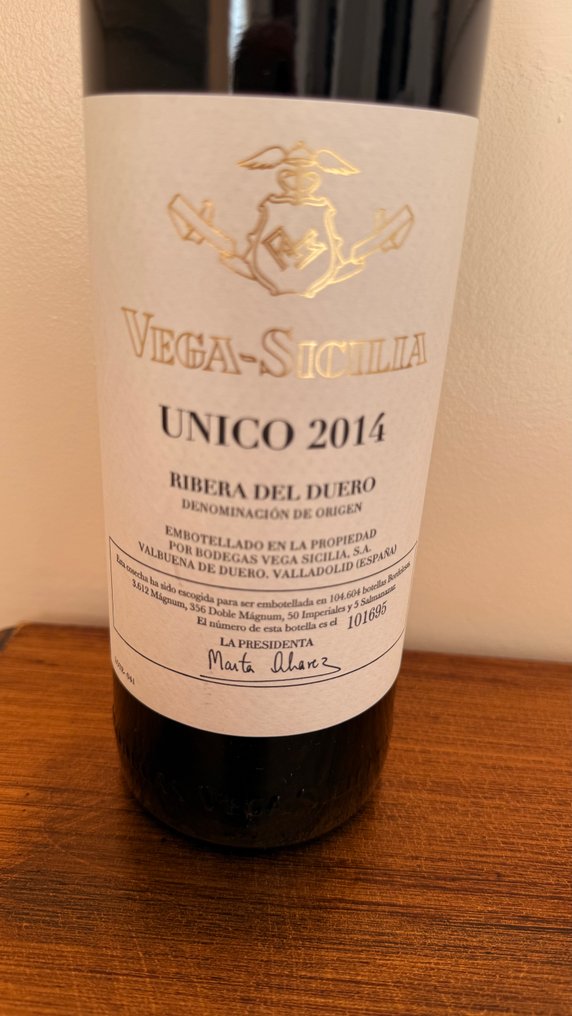 VEGA-SICILIA
UNICO 2014
RIBERA DEL DUERO
DENOMINACIÓN DE ORIGEN
EMBOTELLADO EN LA PROPIEDAD
POR BODEGAS VEGA SICILIA, S.A.
VALBUENA DE DUERO, VALLADOLID (ESPAÑA)
Esta cosecha ha sido escogida para ser embotellada en 104.604 botellas Bordelesas
3.612 Mágnum, 356 Doble Mágnum, 50 Imperiales y 5 Salmanazar
El número de esta botella es el 101695
LA PRESIDENTA
Marta Alvarez